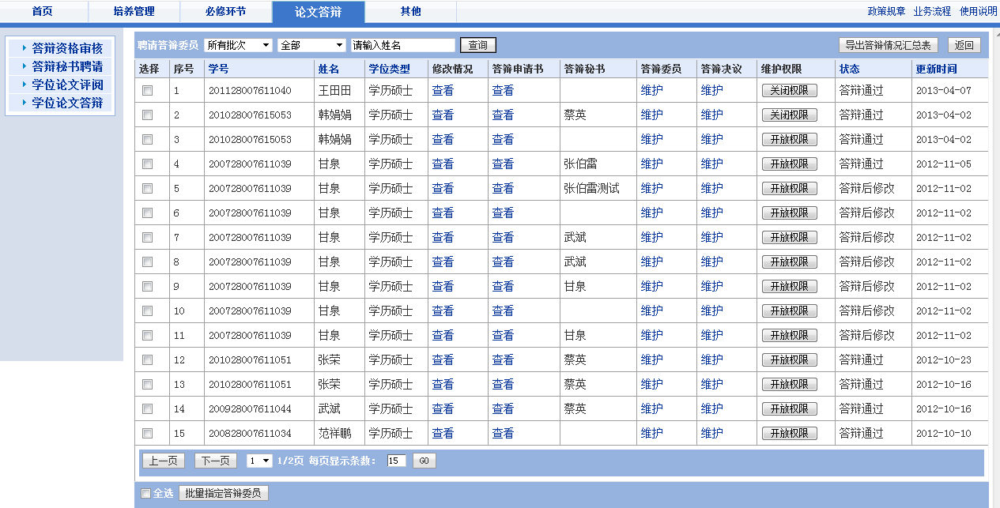 首页 培养管理 必修环节 论文答辩 其他 政策规章 业务流程 使用说明
答辩资格审核
答辩秘书聘请
学位论文评阅
学位论文答辩
聘请答辩委员 所有批次 全部 请输入姓名 查询 导出答辩情况汇总表 返回
选择 序号 学号 姓名 学位类型 修改情况 答辩申请书 答辩秘书 答辩委员 答辩决议 维护权限 状态 更新时间
1 201128007611040 王田田 学历硕士 查看 查看 维护 维护 关闭权限 答辩通过 2013-04-07
2 201028007615053 韩娟娟 学历硕士 查看 查看 蔡英 维护 维护 关闭权限 答辩通过 2013-04-02
3 201028007615053 韩娟娟 学历硕士 查看 查看 维护 维护 开放权限 答辩通过 2013-04-02
4 200728007611039 甘泉 学历硕士 查看 查看 张伯雷 维护 维护 开放权限 答辩通过 2012-11-05
5 200728007611039 甘泉 学历硕士 查看 查看 张伯雷测试 维护 维护 开放权限 答辩后修改 2012-11-02
6 200728007611039 甘泉 学历硕士 查看 查看 维护 维护 开放权限 答辩后修改 2012-11-02
7 200728007611039 甘泉 学历硕士 查看 查看 武斌 维护 维护 开放权限 答辩后修改 2012-11-02
8 200728007611039 甘泉 学历硕士 查看 查看 武斌 维护 维护 开放权限 答辩后修改 2012-11-02
9 200728007611039 甘泉 学历硕士 查看 查看 甘泉 维护 维护 开放权限 答辩后修改 2012-11-02
10 200728007611039 甘泉 学历硕士 查看 查看 维护 维护 开放权限 答辩后修改 2012-11-02
11 200728007611039 甘泉 学历硕士 查看 查看 甘泉 维护 维护 开放权限 答辩后修改 2012-11-02
12 201028007611051 张荣 学历硕士 查看 查看 蔡英 维护 维护 开放权限 答辩通过 2012-10-23
13 201028007611051 张荣 学历硕士 查看 查看 蔡英 维护 维护 开放权限 答辩通过 2012-10-16
14 200928007611044 武斌 学历硕士 查看 查看 蔡英 维护 维护 开放权限 答辩通过 2012-10-16
15 200828007611034 范祥鹏 学历硕士 查看 查看 维护 维护 开放权限 答辩通过 2012-10-10
上一页 下一页 1 1/2页 每页显示条数: 15 GO
全选 批量指定答辩委员